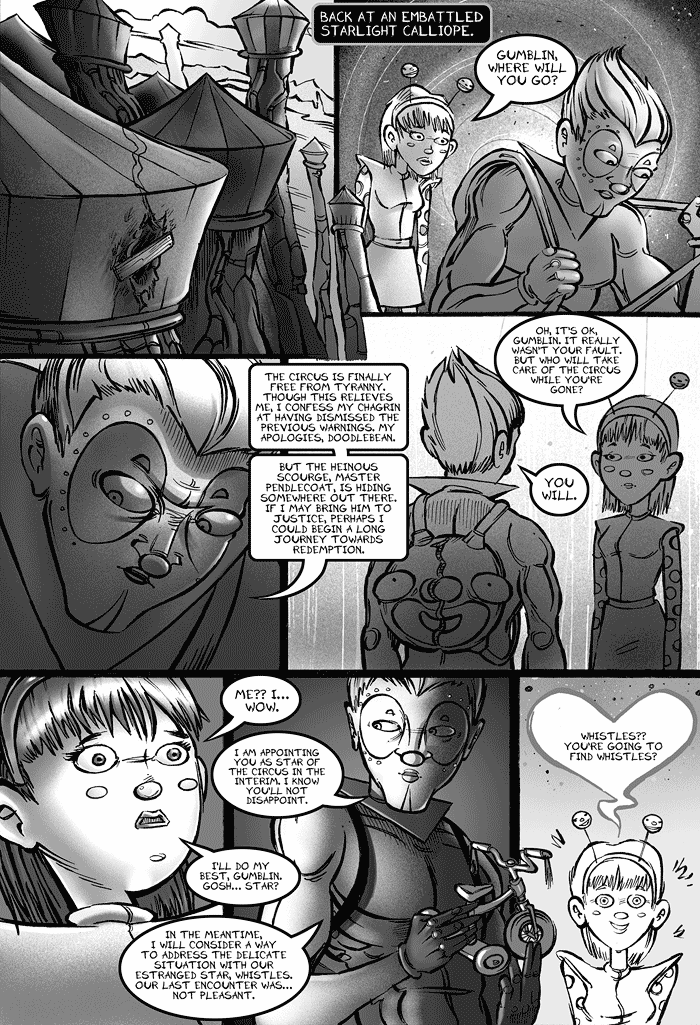 BACK AT AN EMBATTLED
STARLIGHT CALLIOPE.
GUMBLIN,
WHERE WILL
YOU GO?
THE CIRCUS IS FINALLY
FREE FROM TYRANNY.
THOUGH THIS RELIEVES
ME, I CONFESS MY CHAGRIN
AT HAVING DISMISSED THE
PREVIOUS WARNINGS. MY
APOLOGIES, DOODLEBEAN.
BUT THE HEINOUS
SCOURGE, MASTER
PENDLECOAT, IS HIDING
SOMEWHERE OUT THERE.
IF I MAY BRING HIM TO
JUSTICE, PERHAPS I
COULD BEGIN A LONG
JOURNEY TOWARDS
REDEMPTION.
OH, IT'S OK,
GUMBLIN. IT REALLY
WASN'T YOUR FAULT.
BUT WHO WILL TAKE
CARE OF THE CIRCUS
WHILE YOU'RE
GONE?
YOU
WILL.
ME?? I...
WOW.
I AM APPOINTING
YOU AS STAR OF
THE CIRCUS IN THE
INTERIM. I KNOW
YOU'LL NOT
DISAPPOINT.
I'LL DO MY
BEST, GUMBLIN.
GOSH... STAR?
IN THE MEANTIME,
I WILL CONSIDER A WAY
TO ADDRESS THE DELICATE
SITUATION WITH OUR
ESTRANGED STAR, WHISTLES.
OUR LAST ENCOUNTER WAS...
NOT PLEASANT.
WHISTLES??
YOU'RE GOING TO
FIND WHISTLES?